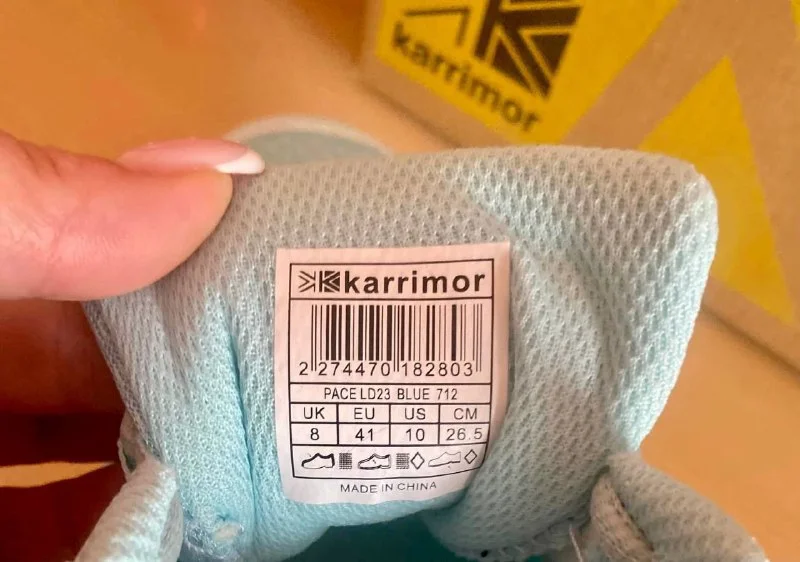 karrimor
karrimor
2 274470 182803
PACE LD23 BLUE 712
UK EU US CM
8 41 10 26.5
MADE IN CHINA